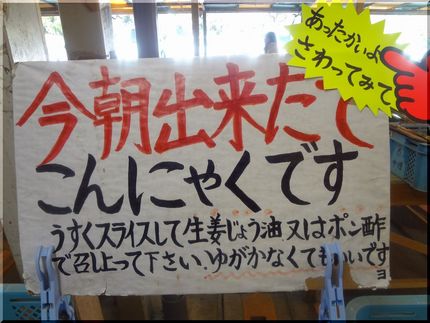 あったかいよ
さわってみて
今朝出来たて
こんにゃくです
うすくスライスして生姜じょう油.又はポン酢
で召し上って下さい.ゆがかなくてもいいです
ヨ